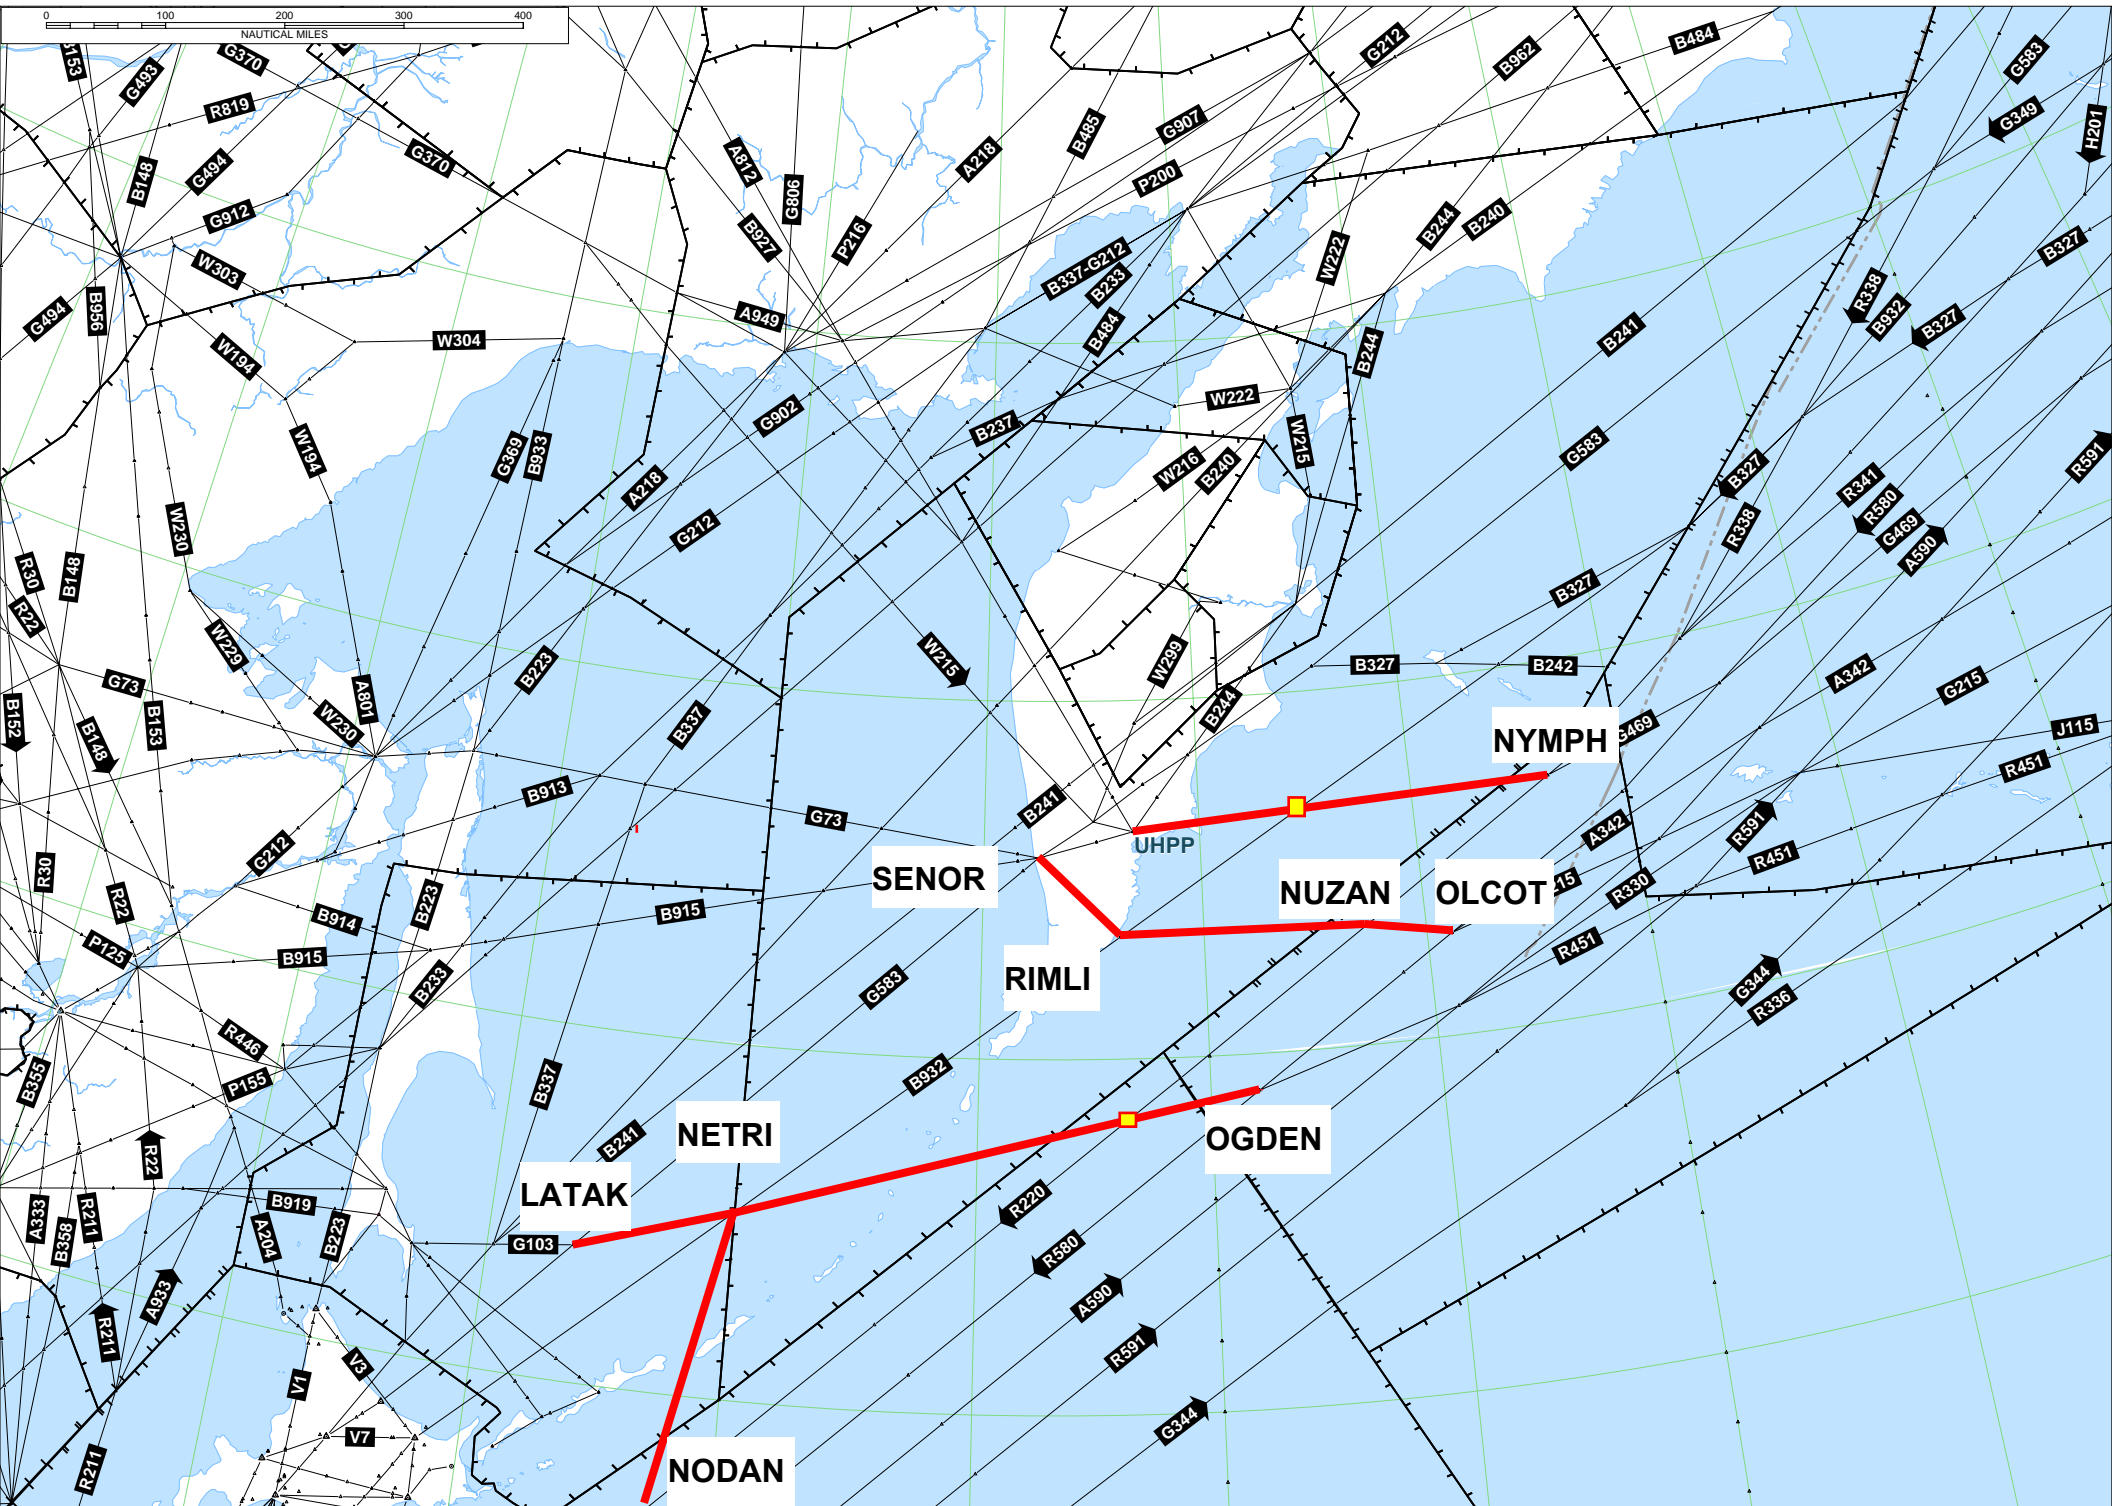 0 100 200 300 400
NAUTICAL MILES
G370
G493
R819
G370
B148
G494
G912
W303
G494
B956
W194
W304
A812
G806
B927
P216
A218
B485
G907
P200
G212
B962
B484
G583
G349
H201
B337-G212
B233
B484
A949
W222
B244
B240
B327
R338
B932
B327
B241
B244
W222
G902
B237
W194
G369
B933
A218
G212
W216
B240
W215
G583
B327
R338
R341
R580
G469
A590
R591
W230
R30
R22
B148
W229
G73
B152
B148
B153
W230
A801
B223
B337
W215
W299
B244
B327
B242
B327
A342
G215
J115
R451
NYMPH
G469
B913
G73
B241
UHPP
A342
R591
R451
G212
R30
R22
P125
B914
B915
B223
B233
B915
SENOR
NUZAN
OLCOT
R330
R451
RIMLI
G583
G344
R336
B355
R446
P155
R22
B337
B932
B241
NETRI
OGDEN
LATAK
G103
A333
B358
R211
B919
A204
B223
A933
R211
R220
R580
A590
R591
G344
V1
V3
V7
R211
NODAN